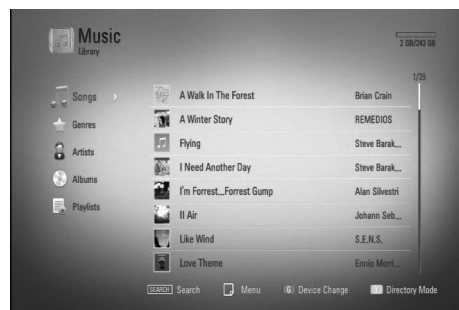 Music
Library
2 GB/243 GB
1/29
Songs
Genres
Artists
Albums
Playlists
A Walk In The Forest Brian Crain
A Winter Story REMEDIOS
Flying Steve Barak...
I Need Another Day Steve Barak...
I'm Forrest...Forrest Gump Alan Silvestri
II Air Johann Seb...
Like Wind S.E.N.S.
Love Theme Ennio Morri...
SEARCH Search Menu G Device Change Y Directory Mode